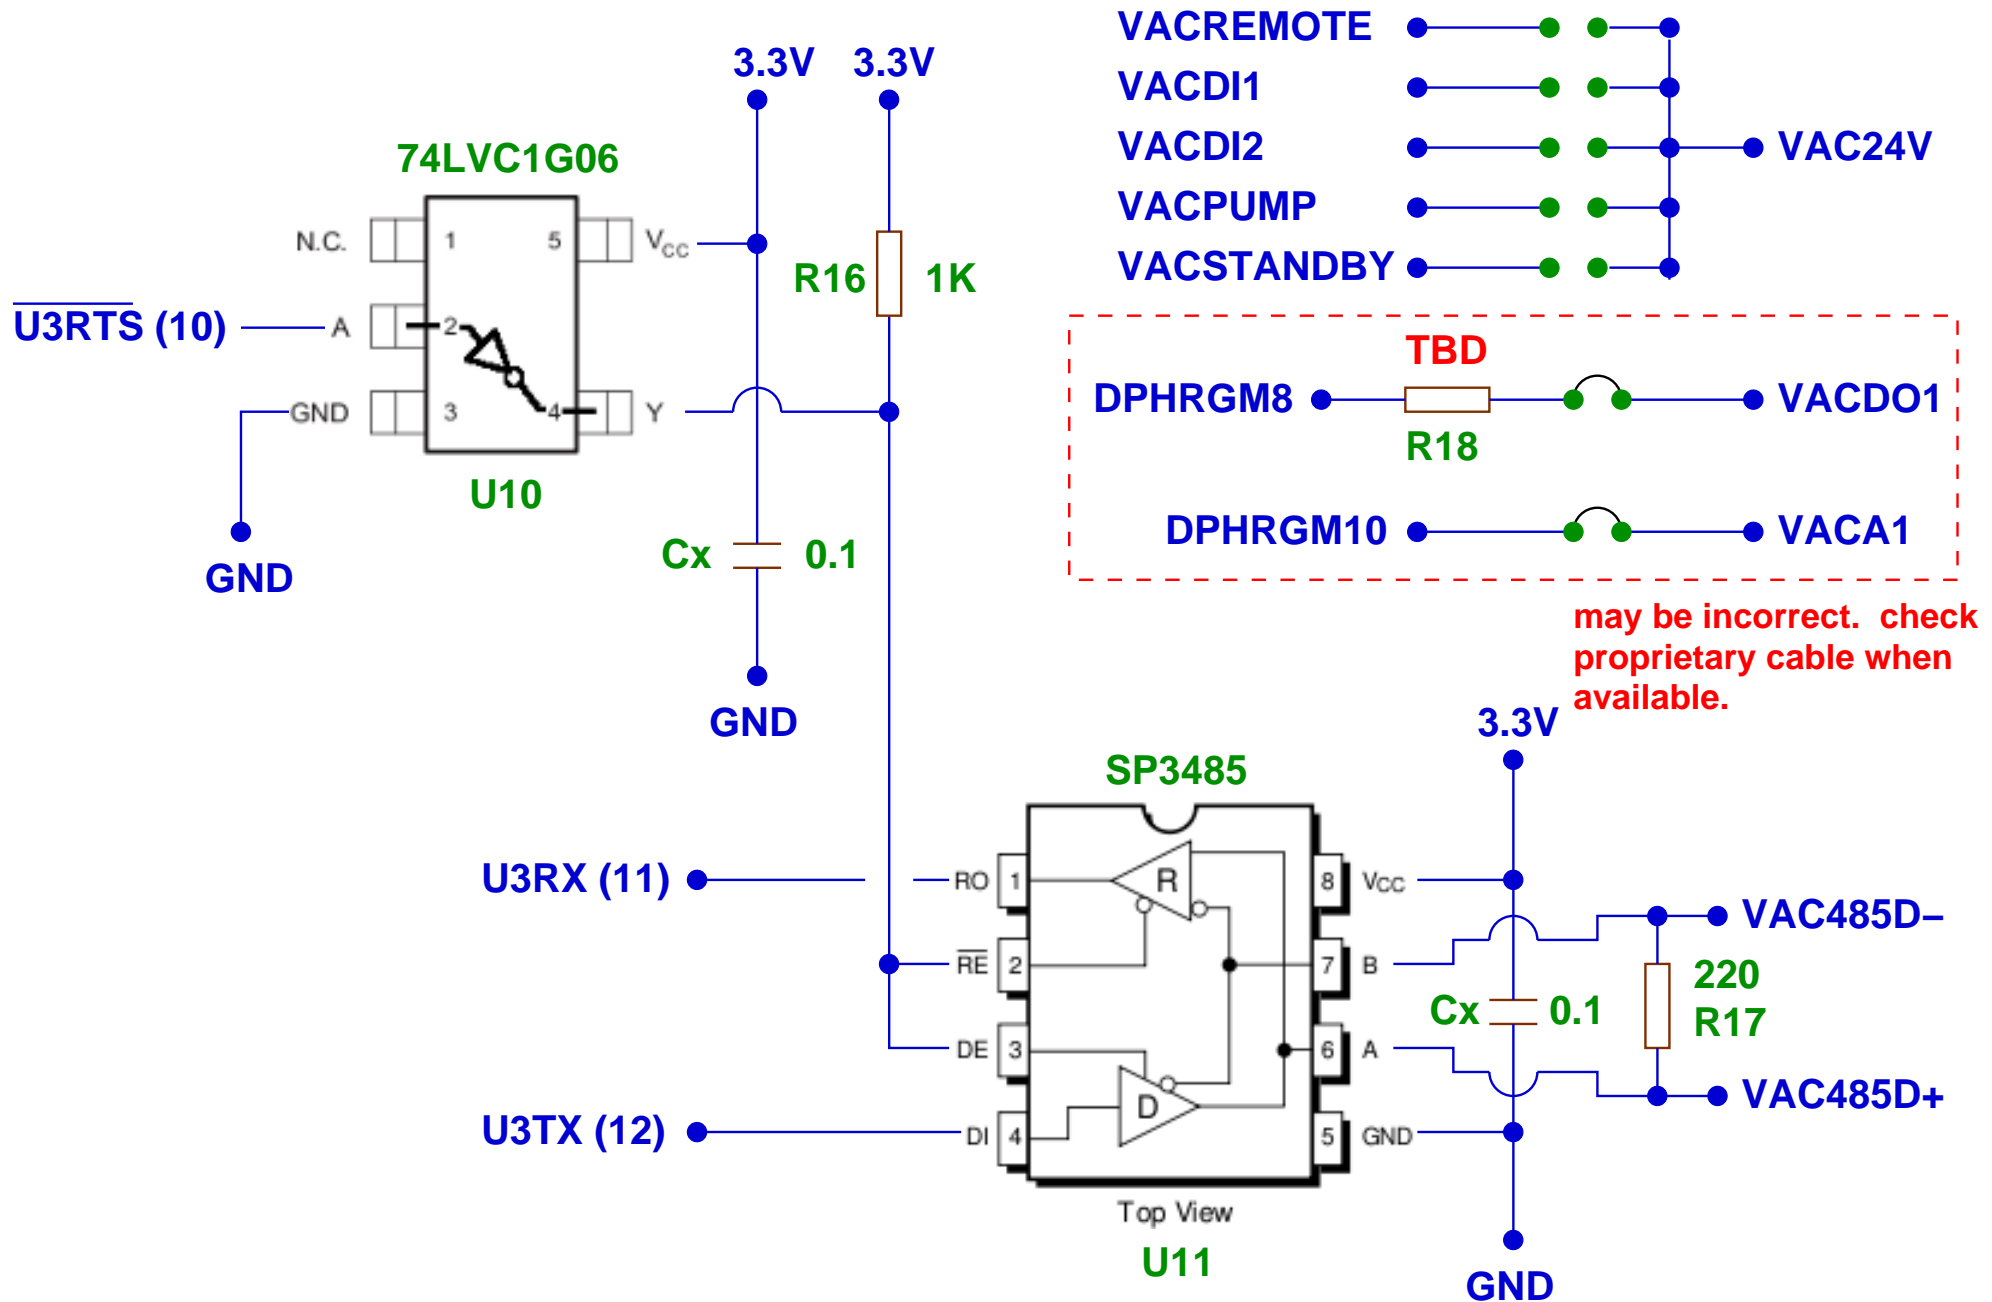 VACREMOTE
VACDI1
VACDI2
VAC24V
VACPUMP
VACSTANDBY
3.3V 3.3V
74LVC1G06
N.C. 1 5 VCC
R16 1K
U3RTS (10) A 2
GND 3 4 Y
U10
GND
Cx 0.1
GND
TBD
DPHRGM8 VACDO1
R18
DPHRGM10 VACA1
may be incorrect. check
proprietary cable when
available.
3.3V
SP3485
U3RX (11) RO 1 R 8 VCC
VAC485D–
RE 2 7 B
220
Cx 0.1 R17
DE 3 6 A
D
VAC485D+
U3TX (12) DI 4 5 GND
Top View
U11
GND